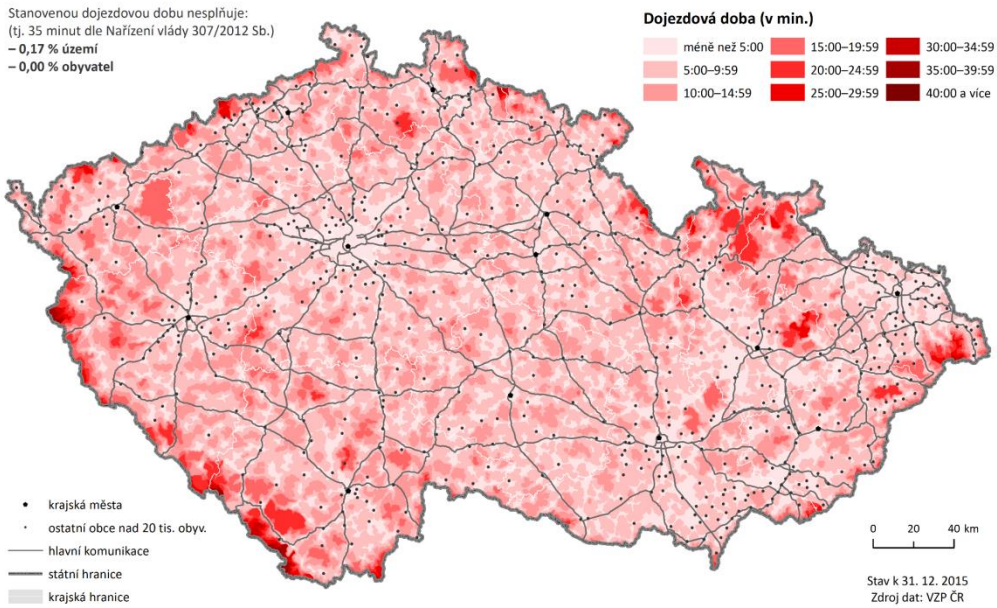 Stanovenou dojezdovou dobu nesplňuje:
(tj. 35 minut dle Nařízení vlády 307/2012 Sb.)
– 0,17 % území
– 0,00 % obyvatel
Dojezdová doba (v min.)
méně než 5:00
5:00–9:59
10:00–14:59
15:00–19:59
20:00–24:59
25:00–29:59
30:00–34:59
35:00–39:59
40:00 a více
krajská města
ostatní obce nad 20 tis. obyv.
hlavní komunikace
státní hranice
krajská hranice
0 20 40 km
Stav k 31. 12. 2015
Zdroj dat: VZP ČR